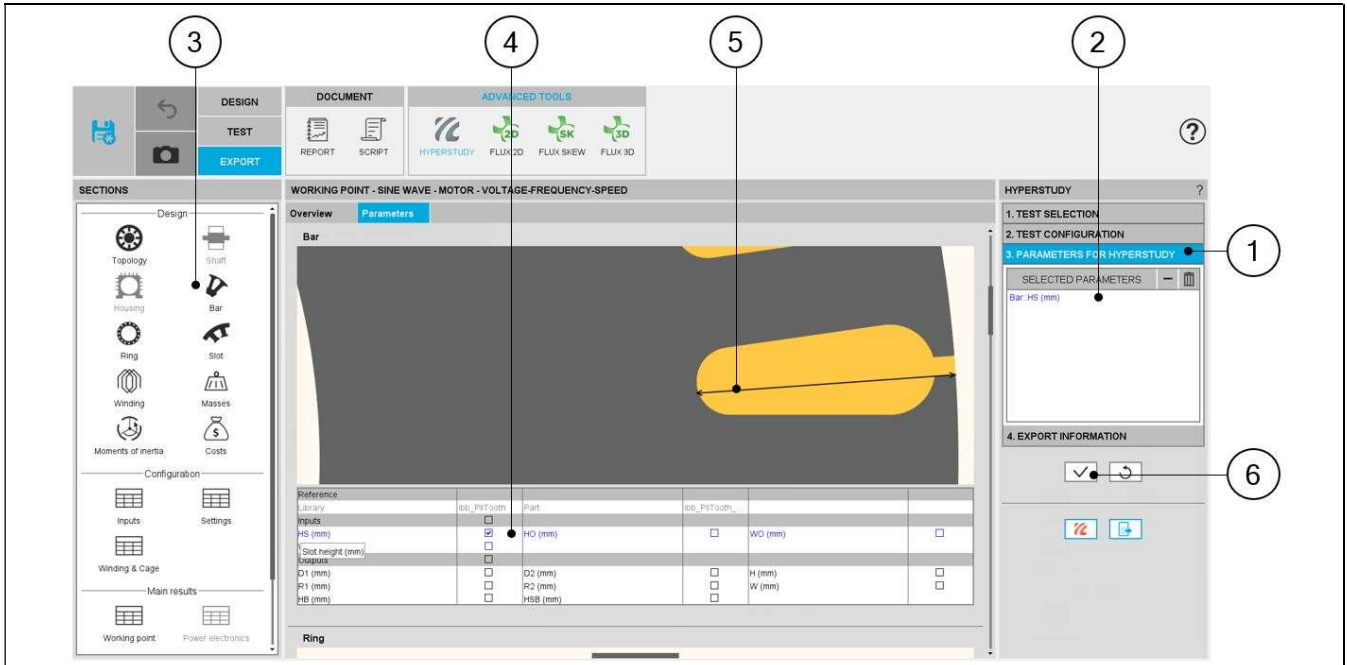 3
4
5
2
DESIGN
TEST
EXPORT
DOCUMENT
REPORT
SCRIPT
ADVANCED TOOLS
HYPERSTUDY
2D
FLUX 2D
SK
FLUX SKEW
3D
FLUX 3D
?
SECTIONS
Design
Topology
Shaft
Housing
Bar
Ring
Slot
Winding
Masses
Moments of inertia
$
Costs
Configuration
Inputs
Settings
Winding & Cage
Main results
Working point
Power electronics
WORKING POINT - SINE WAVE - MOTOR - VOLTAGE-FREQUENCY-SPEED
Overview
Parameters
Bar
Reference
Library
Part
Inputs
HS (mm)
HO (mm)
WO (mm)
Slot height (mm)
Outputs
D1 (mm)
D2 (mm)
H (mm)
R1 (mm)
R2 (mm)
W (mm)
HB (mm)
HSB (mm)
Ring
HYPERSTUDY
?
1. TEST SELECTION
2. TEST CONFIGURATION
3. PARAMETERS FOR HYPERSTUDY
SELECTED PARAMETERS
Bar::HS (mm)
4. EXPORT INFORMATION
1
6